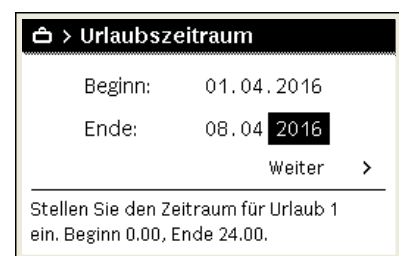 > Urlaubszeitraum
Beginn: 01.04.2016
Ende: 08.04 2016
Weiter >
Stellen Sie den Zeitraum für Urlaub 1
ein. Beginn 0.00, Ende 24.00.